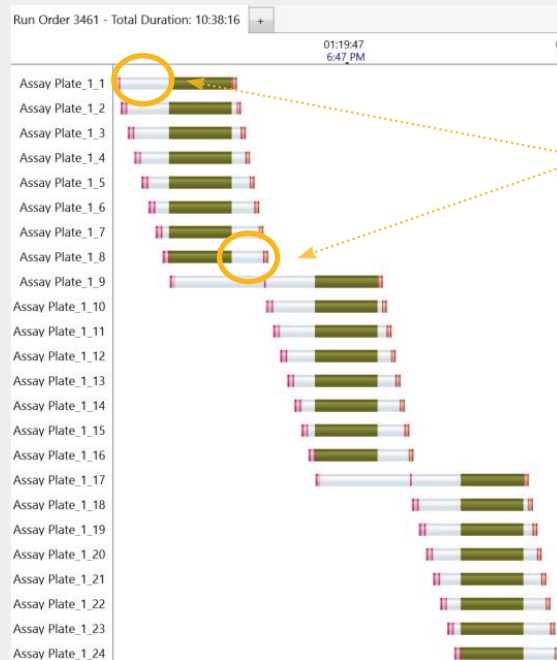 Run Order 3461 - Total Duration: 10:38:16 +
01:19:47
6:47 PM
Assay Plate_1_1
Assay Plate_1_2
Assay Plate_1_3
Assay Plate_1_4
Assay Plate_1_5
Assay Plate_1_6
Assay Plate_1_7
Assay Plate_1_8
Assay Plate_1_9
Assay Plate_1_10
Assay Plate_1_11
Assay Plate_1_12
Assay Plate_1_13
Assay Plate_1_14
Assay Plate_1_15
Assay Plate_1_16
Assay Plate_1_17
Assay Plate_1_18
Assay Plate_1_19
Assay Plate_1_20
Assay Plate_1_21
Assay Plate_1_22
Assay Plate_1_23
Assay Plate_1_24